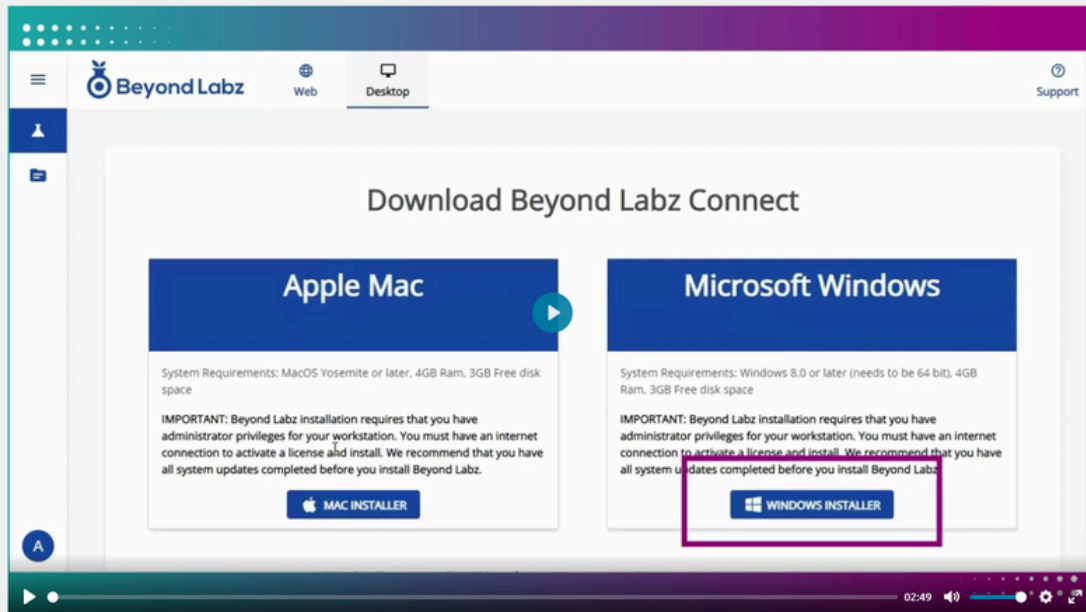 Beyond Labz
Web
Desktop
Support
Download Beyond Labz Connect
Apple Mac
System Requirements: MacOS Yosemite or later, 4GB Ram, 3GB Free disk
space
IMPORTANT: Beyond Labz installation requires that you have
administrator privileges for your workstation. You must have an internet
connection to activate a license and install. We recommend that you have
all system updates completed before you install Beyond Labz.
MAC INSTALLER
Microsoft Windows
System Requirements: Windows 8.0 or later (needs to be 64 bit), 4GB
Ram, 3GB Free disk space
IMPORTANT: Beyond Labz installation requires that you have
administrator privileges for your workstation. You must have an internet
connection to activate a license and install. We recommend that you have
all system updates completed before you install Beyond Labz
WINDOWS INSTALLER
A
02:49